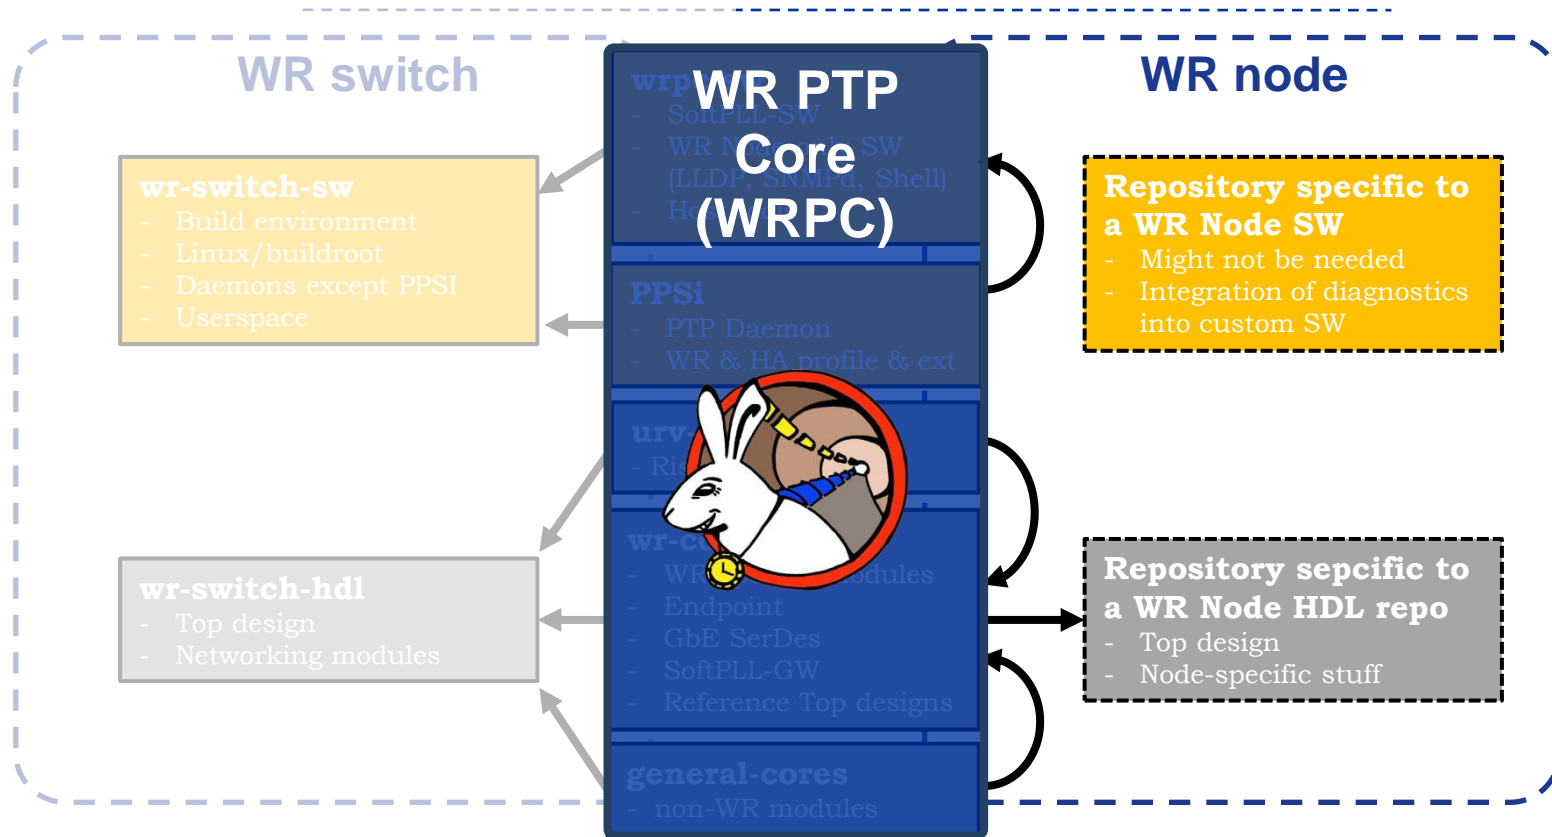 WR switch
WR node
WR PTP
Core
(WRPC)
- SoftPLL-SW
- WR SW
(LLDP, SNMPd, Shell)
-
wr-switch-sw
- Build environment
- Linux/buildroot
- Daemons except PPSI
- Userspace
PPSi
- PTP Daemon
- WR & HA profile & ext
-
- modules
- Endpoint
- GbE SerDes
- SoftPLL-GW
- Reference Top designs
general-cores
- non-WR modules
wr-switch-hdl
- Top design
- Networking modules
Repository specific to
a WR Node SW
- Might not be needed
- Integration of diagnostics
into custom SW
Repository sepcific to
a WR Node HDL repo
- Top design
- Node-specific stuff